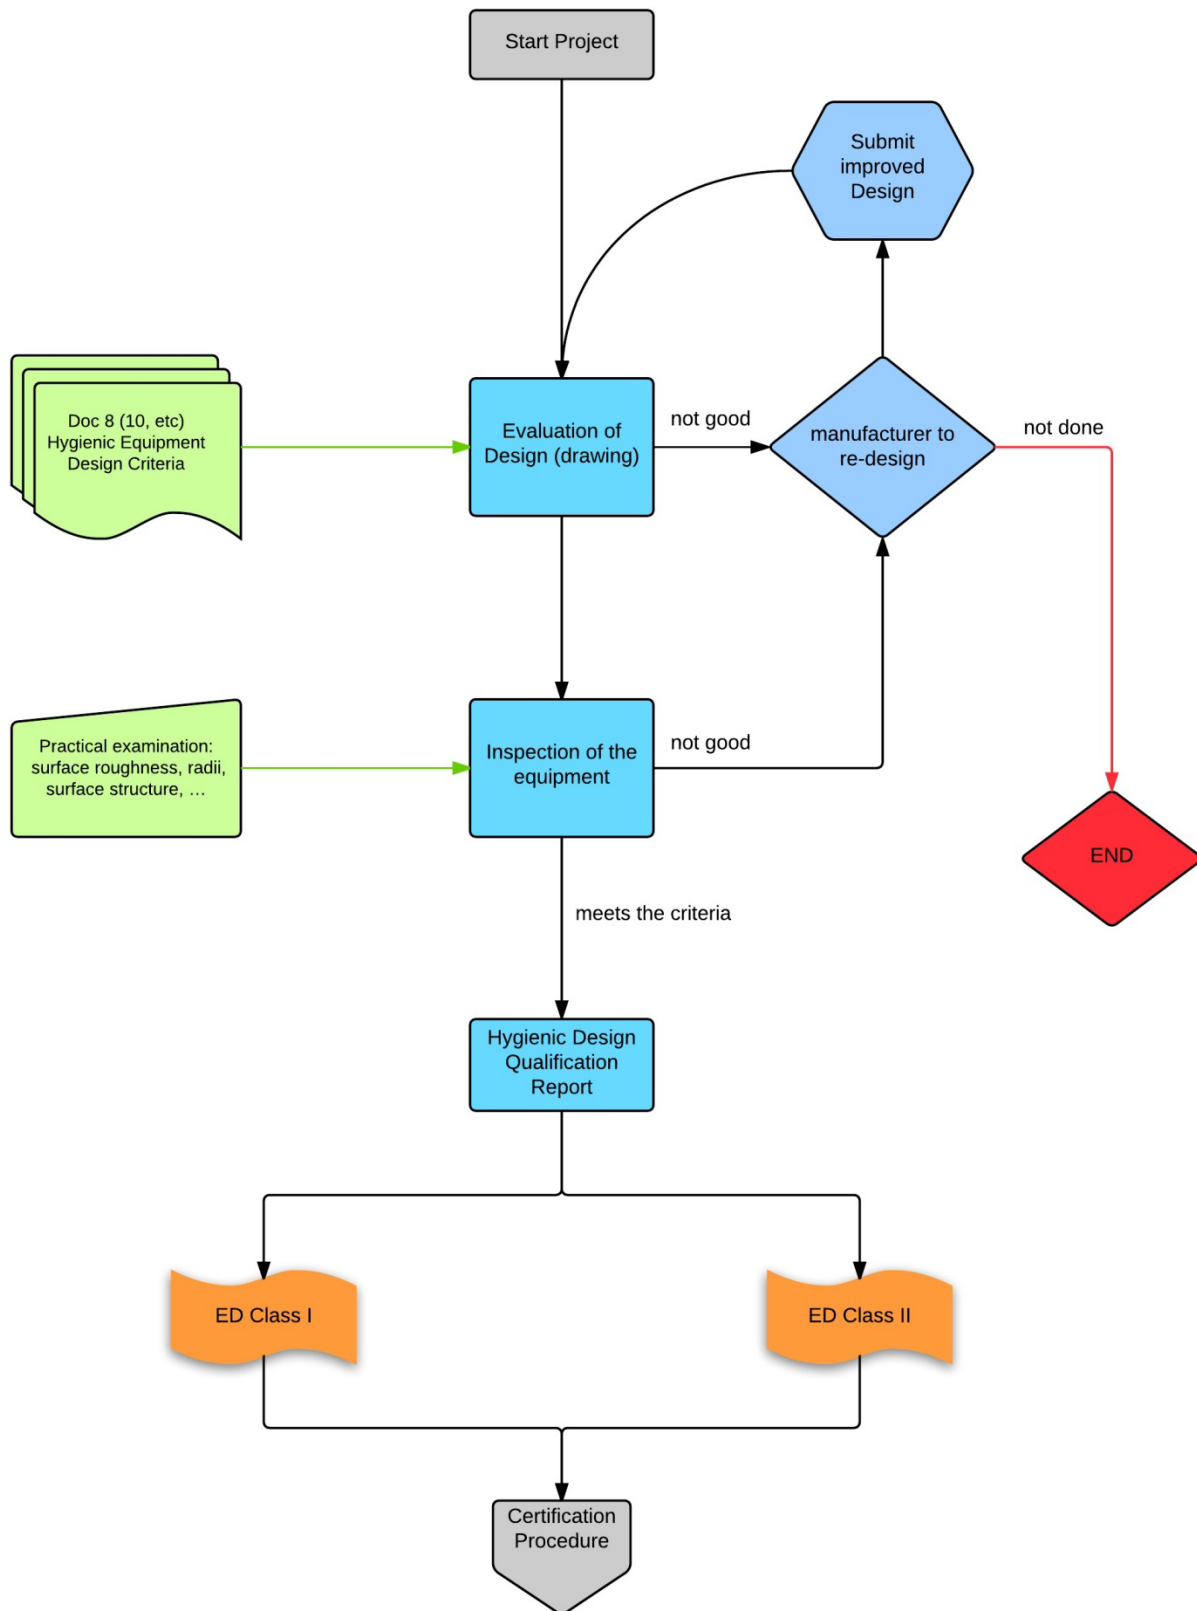 Start Project
Submit
improved
Design
Doc 8 (10, etc)
Hygienic Equipment
Design Criteria
Evaluation of
Design (drawing)
not good
manufacturer to
re-design
not done
Practical examination:
surface roughness, radii,
surface structure, …
Inspection of the
equipment
not good
END
meets the criteria
Hygienic Design
Qualification
Report
ED Class I
ED Class II
Certification
Procedure